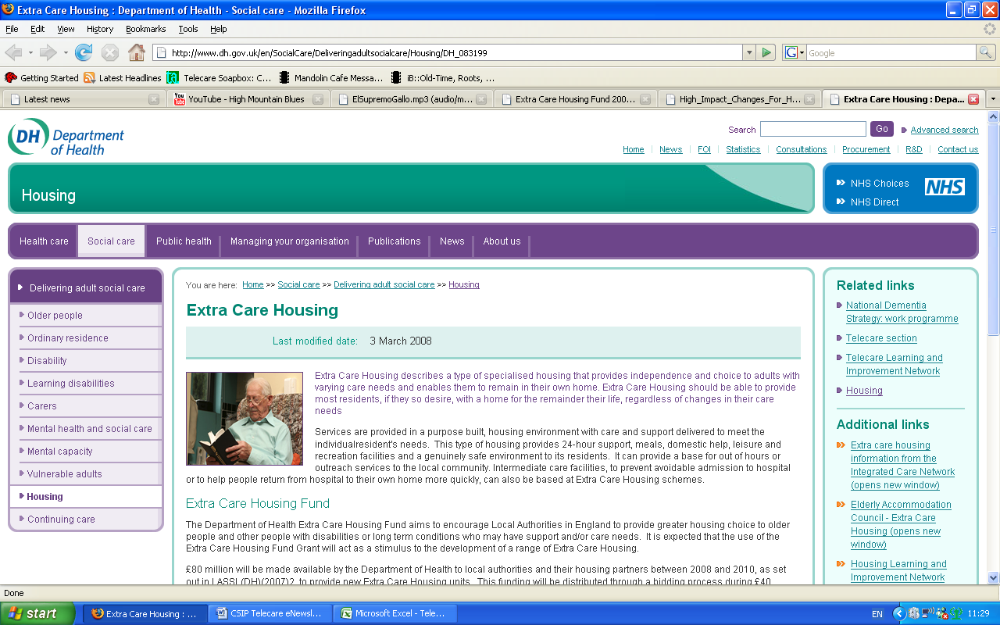 Extra Care Housing : Department of Health - Social care - Mozilla Firefox
File Edit View History Bookmarks Tools Help
http://www.dh.gov.uk/en/SocialCare/Deliveringadultsocialcare/Housing/DH_083199
G Google
Getting Started Latest Headlines Telecare Soapbox: C... Mandolin Cafe Messa... iB::Old-Time, Roots, ...
Latest news YouTube - High Mountain Blues ElSupremoGallo.mp3 (audio/m... Extra Care Housing Fund 200... High_Impact_Changes_For_H... Extra Care Housing : Depa...
DH Department
of Health
Search Go Advanced search
Home News FOI Statistics Consultations Procurement R&D Contact us
Housing
NHS Choices NHS
NHS Direct
Health care Social care Public health Managing your organisation Publications News About us
Delivering adult social care
Older people
Ordinary residence
Disability
Learning disabilities
Carers
Mental health and social care
Mental capacity
Vulnerable adults
Housing
Continuing care
You are here: Home >> Social care >> Delivering adult social care >> Housing
Extra Care Housing
Last modified date: 3 March 2008
Extra Care Housing describes a type of specialised housing that provides independence and choice to adults with
varying care needs and enables them to remain in their own home. Extra Care Housing should be able to provide
most residents, if they so desire, with a home for the remainder their life, regardless of changes in their care
needs
Services are provided in a purpose built, housing environment with care and support delivered to meet the
individualresident's needs. This type of housing provides 24-hour support, meals, domestic help, leisure and
recreation facilities and a genuinely safe environment to its residents. It can provide a base for out of hours or
outreach services to the local community. Intermediate care facilities, to prevent avoidable admission to hospital
or to help people return from hospital to their own home more quickly, can also be based at Extra Care Housing schemes.
Extra Care Housing Fund
The Department of Health Extra Care Housing Fund aims to encourage Local Authorities in England to provide greater housing choice to older
people and other people with disabilities or long term conditions who may have support and/or care needs. It is expected that the use of the
Extra Care Housing Fund Grant will act as a stimulus to the development of a range of Extra Care Housing.
£80 million will be made available by the Department of Health to local authorities and their housing partners between 2008 and 2010, as set
out in LASSL(DH)(2007)2, to provide new Extra Care Housing units. This funding will be distributed through a bidding process during £40
Related links
National Dementia
Strategy: work programme
Telecare section
Telecare Learning and
Improvement Network
Housing
Additional links
Extra care housing
information from the
Integrated Care Network
(opens new window)
Elderly Accommodation
Council - Extra Care
Housing (opens new
window)
Housing Learning and
Improvement Network
Done
start Extra Care Housing : ... CSIP Telecare eNewsl... Microsoft Excel - Tele... EN 11:29